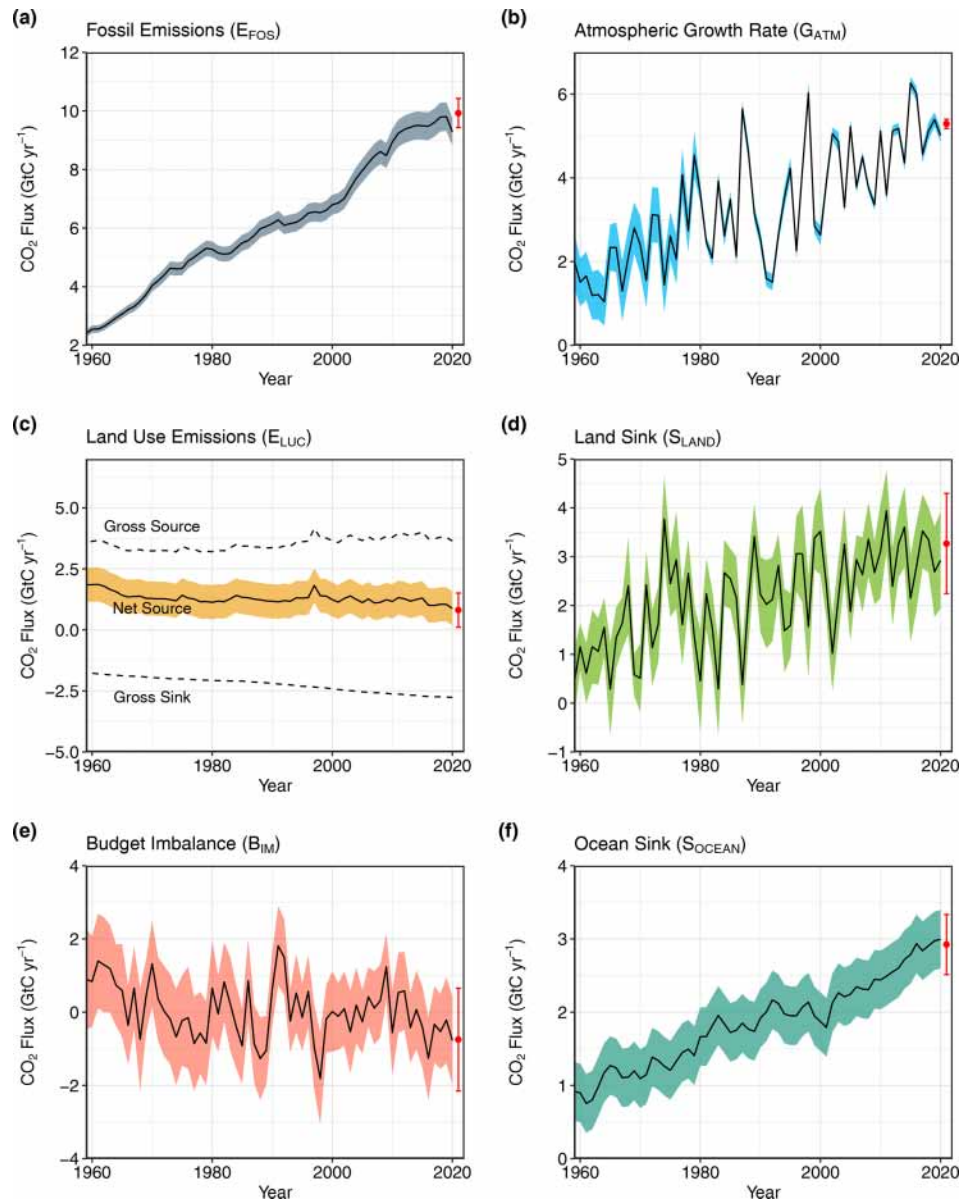 (a)
Fossil Emissions (EFOS)
CO2 Flux (GtC yr−1)
12
10
8
6
4
2
1960 1980 2000 2020
Year
(b)
Atmospheric Growth Rate (GATM)
CO2 Flux (GtC yr−1)
6
4
2
0
1960 1980 2000 2020
Year
(c)
Land Use Emissions (ELUC)
CO2 Flux (GtC yr−1)
5.0
2.5
0.0
−2.5
−5.0
Gross Source
Net Source
Gross Sink
1960 1980 2000 2020
Year
(d)
Land Sink (SLAND)
CO2 Flux (GtC yr−1)
5
4
3
2
1
0
−1
1960 1980 2000 2020
Year
(e)
Budget Imbalance (BIM)
CO2 Flux (GtC yr−1)
4
2
0
−2
−4
1960 1980 2000 2020
Year
(f)
Ocean Sink (SOCEAN)
CO2 Flux (GtC yr−1)
4
3
2
1
0
1960 1980 2000 2020
Year